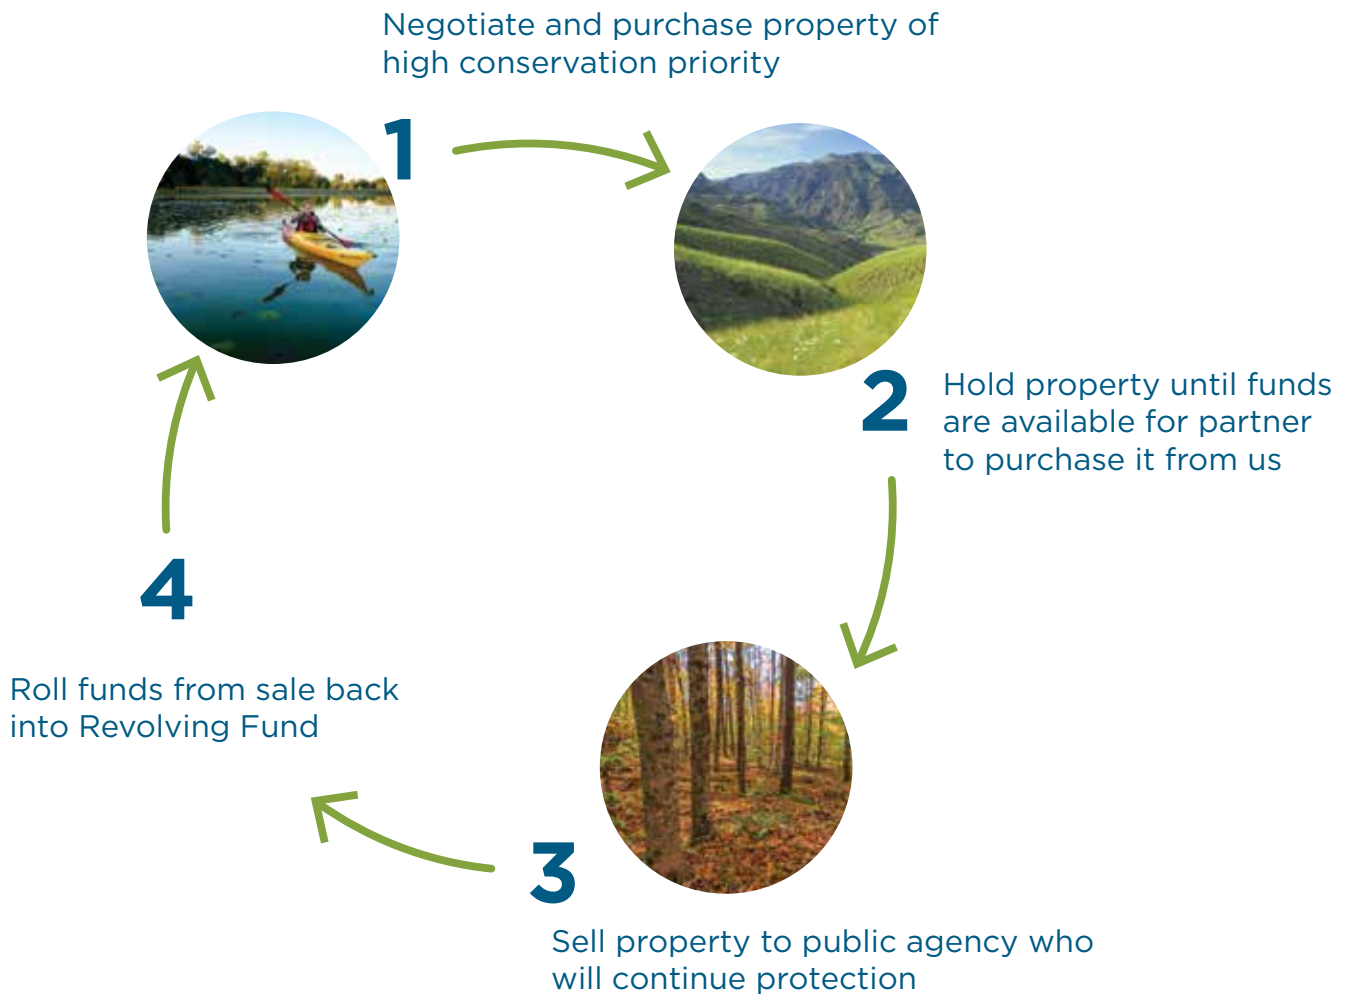 Negotiate and purchase property of
high conservation priority
1
2
Hold property until funds
are available for partner
to purchase it from us
3
Sell property to public agency who
will continue protection
4
Roll funds from sale back
into Revolving Fund